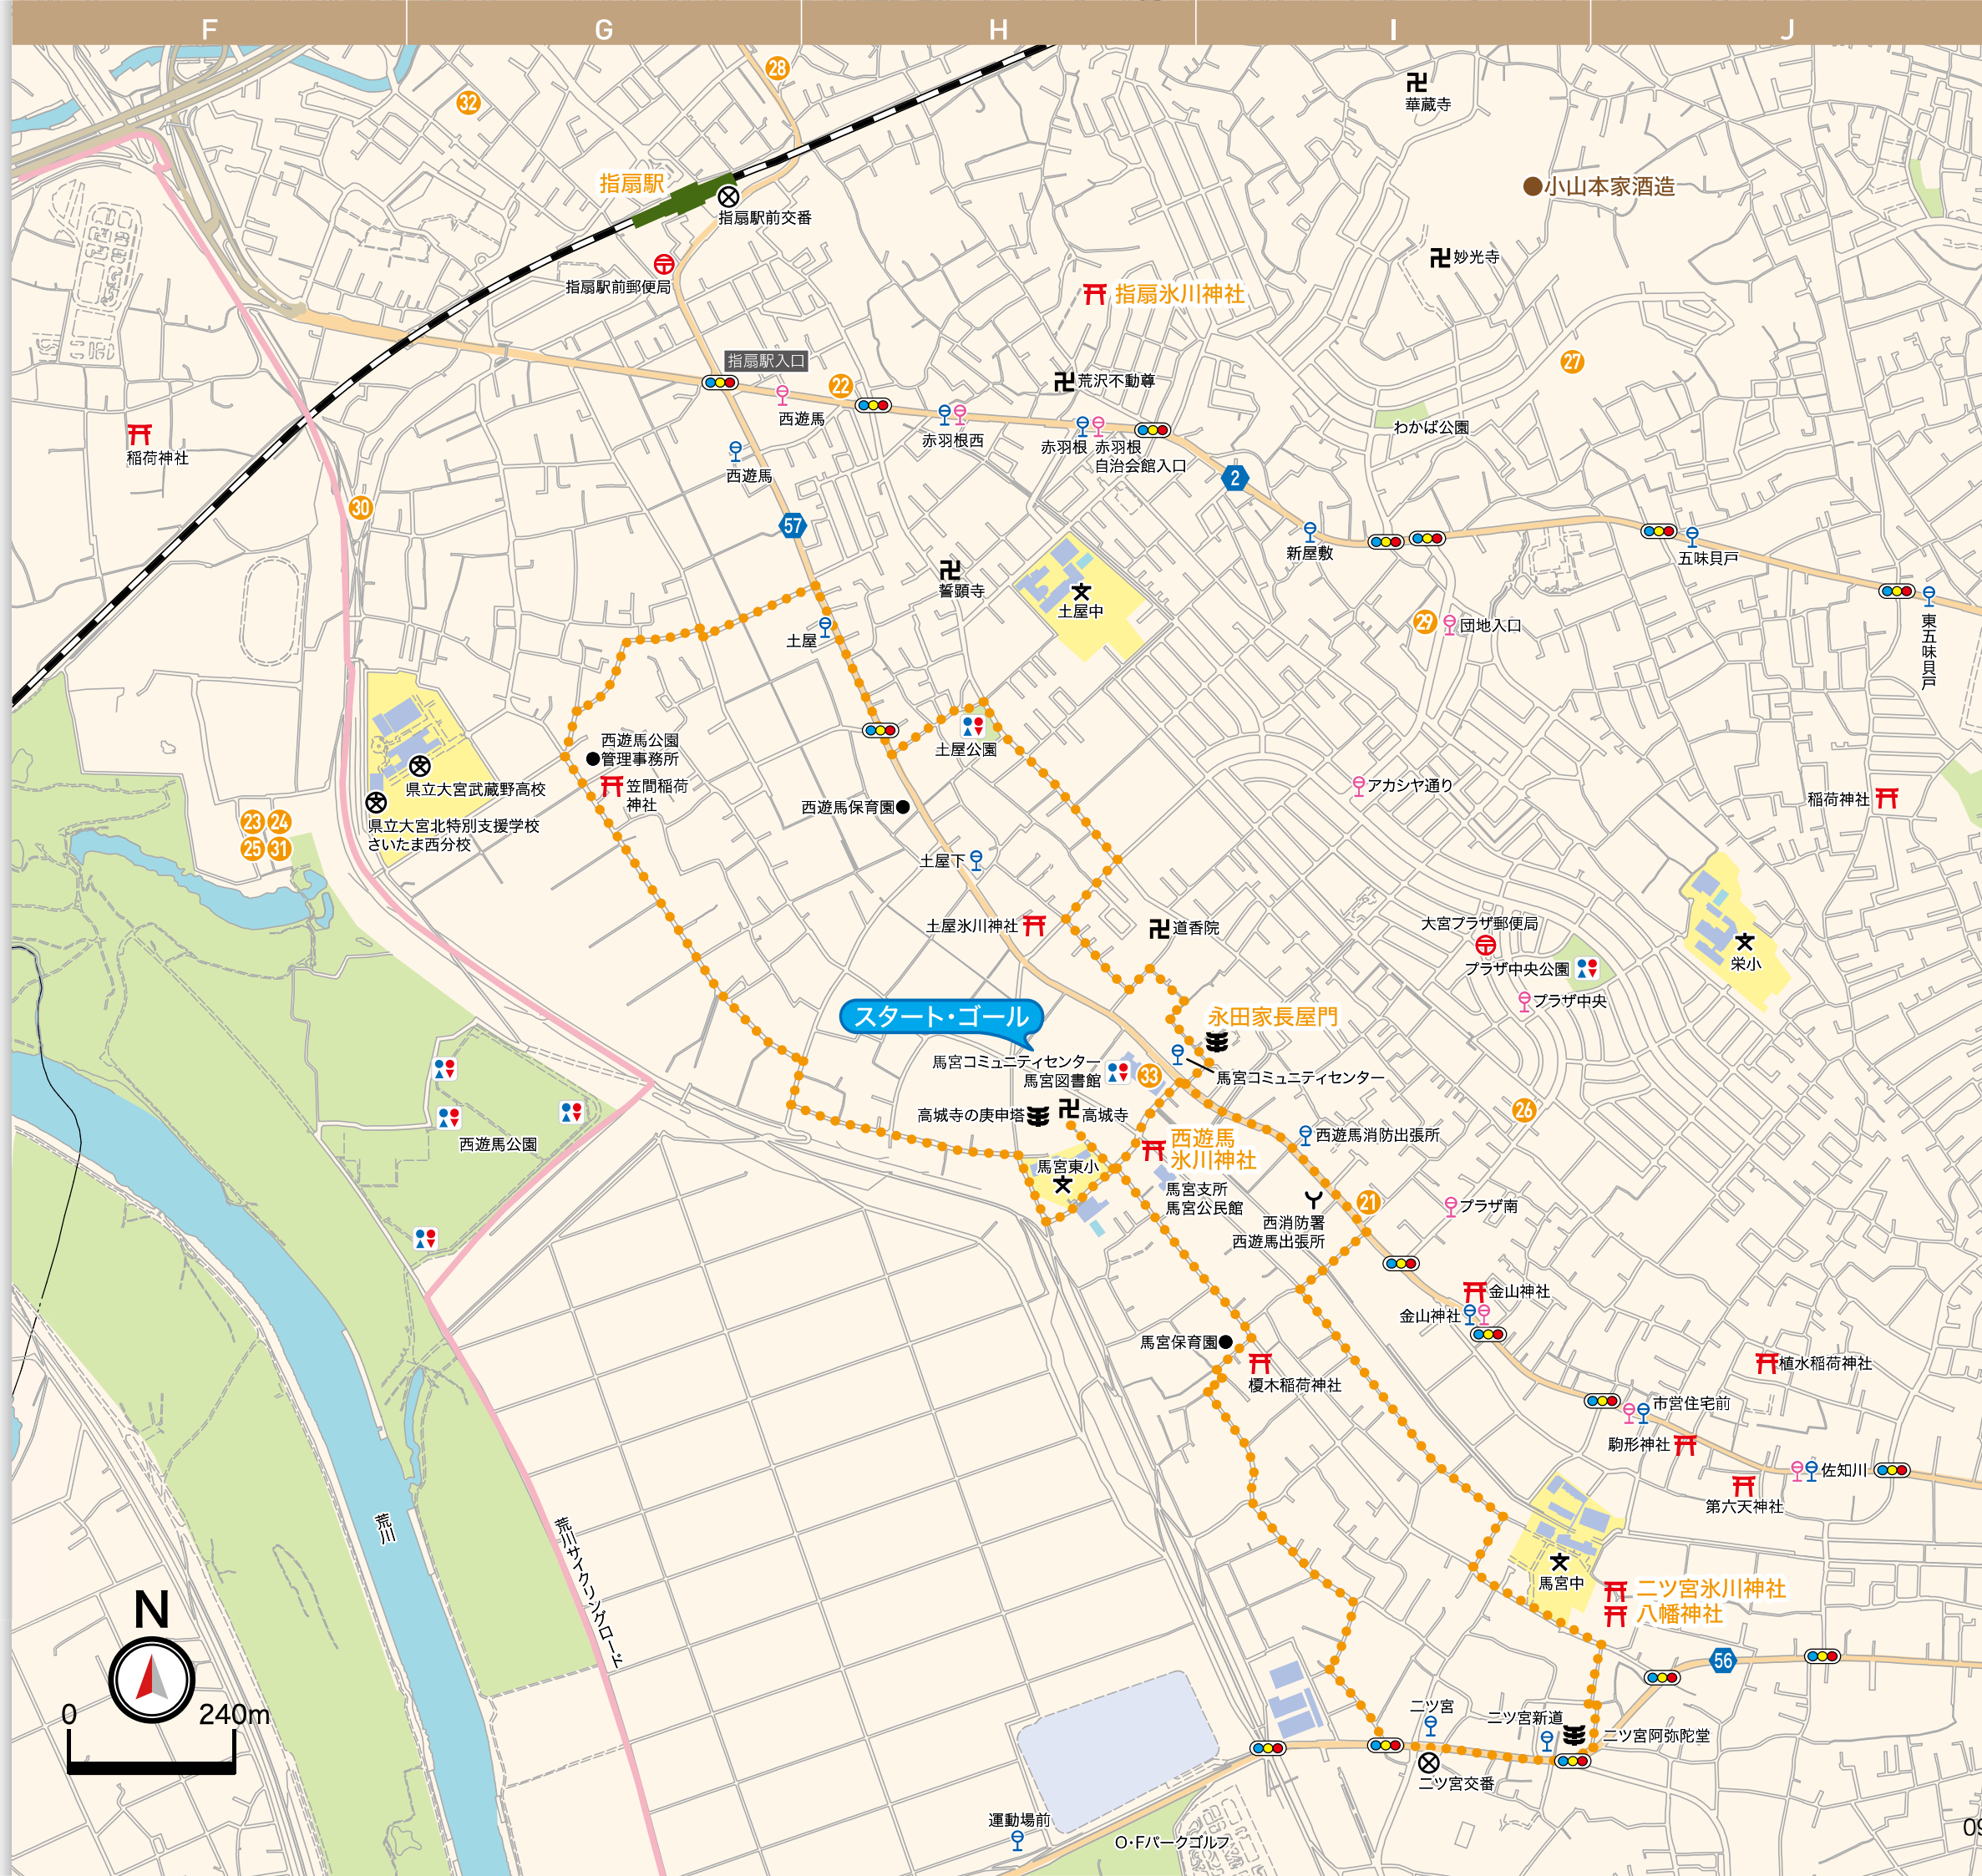 F
G
H
I
J
28
32
華蔵寺
指扇駅
小山本家酒造
指扇駅前交番
妙光寺
指扇駅前郵便局
指扇氷川神社
指扇駅入口
27
22
荒沢不動尊
西遊馬
わかば公園
赤羽根西
赤羽根
赤羽根
自治会館入口
稲荷神社
西遊馬
2
30
57
新屋敷
五味貝戸
誓顕寺
土屋中
29
団地入口
東五味貝戸
土屋
西遊馬公園
管理事務所
土屋公園
笠間稲荷
神社
県立大宮武蔵野高校
アカシヤ通り
稲荷神社
西遊馬保育園
県立大宮北特別支援学校
さいたま西分校
23
24
25
31
土屋下
土屋氷川神社
道香院
大宮プラザ郵便局
プラザ中央公園
栄小
プラザ中央
スタート・ゴール
永田家長屋門
馬宮コミュニティセンター
馬宮図書館
33
馬宮コミュニティセンター
高城寺の庚申塔
高城寺
26
西遊馬公園
西遊馬
氷川神社
西遊馬消防出張所
馬宮東小
馬宮支所
馬宮公民館
21
プラザ南
西消防署
西遊馬出張所
金山神社
金山神社
馬宮保育園
榎木稲荷神社
植水稲荷神社
市営住宅前
駒形神社
佐知川
第六天神社
荒川
荒川サイクリングロード
馬宮中
二ツ宮氷川神社
八幡神社
N
0
240m
56
二ツ宮
二ツ宮新道
二ツ宮阿弥陀堂
二ツ宮交番
運動場前
O・Fパークゴルフ
09